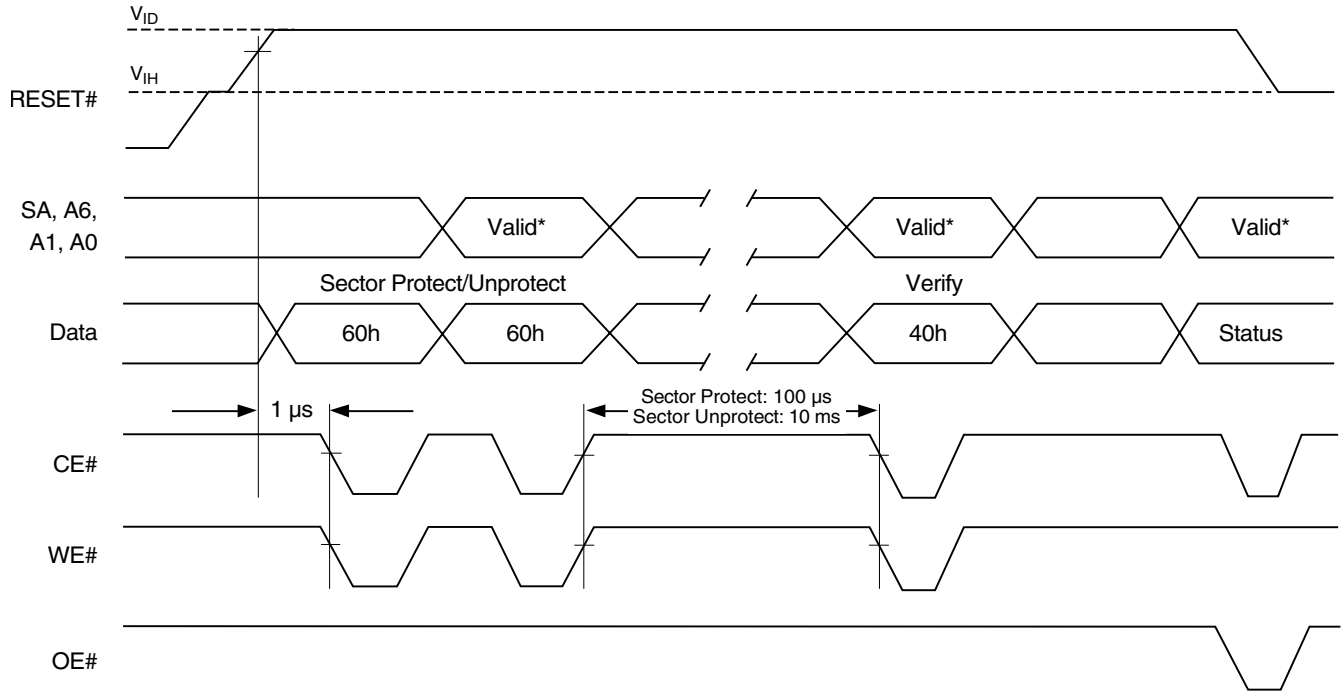 VID
VIH
RESET#
SA, A6,
A1, A0
Valid*
Valid*
Valid*
Sector Protect/Unprotect
Verify
Data
60h
60h
40h
Status
1 µs
Sector Protect: 100 µs
Sector Unprotect: 10 ms
CE#
WE#
OE#